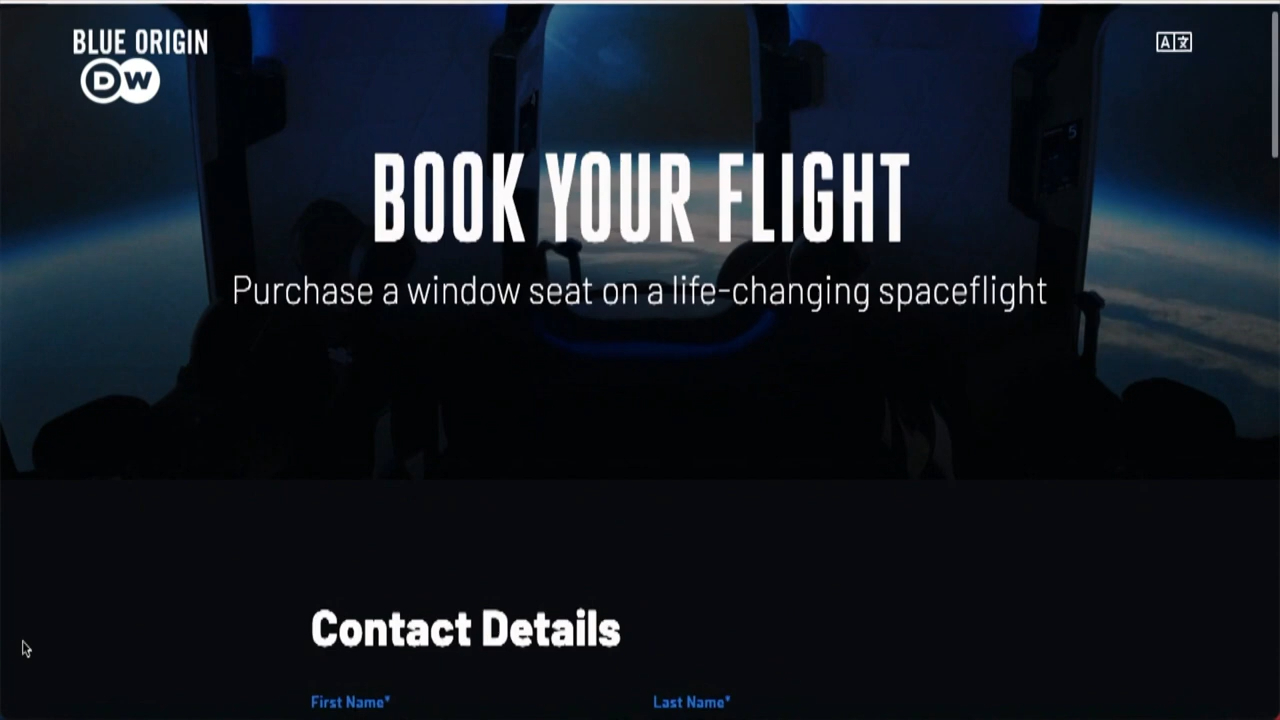 BLUE ORIGIN
DW
BOOK YOUR FLIGHT
Purchase a window seat on a life-changing spaceflight
Contact Details
First Name* Last Name*